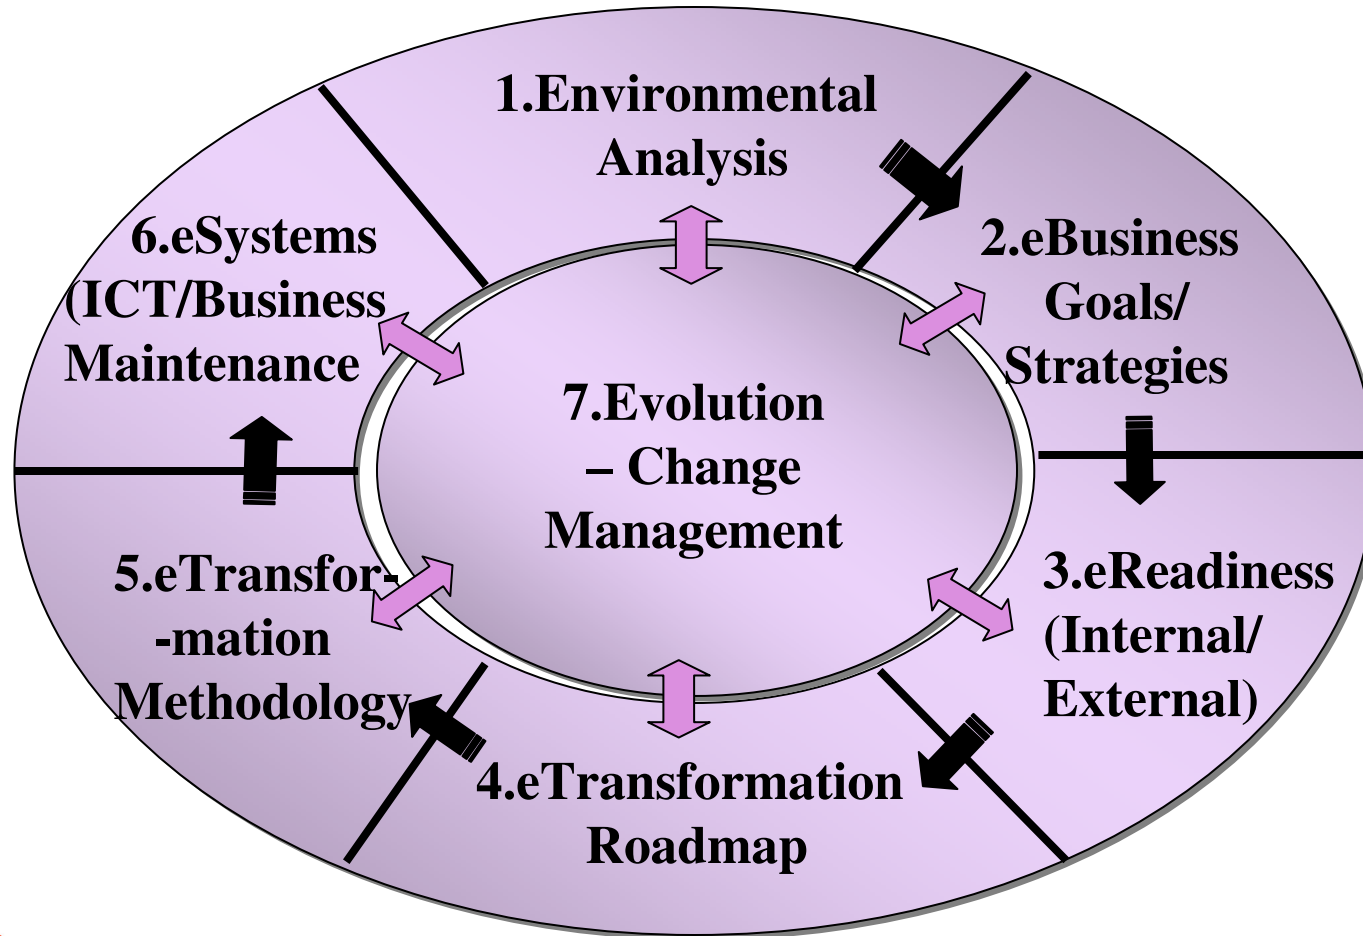 1.Environmental
Analysis
2.eBusiness
Goals/
Strategies
3.eReadiness
(Internal/
External)
4.eTransformation
Roadmap
5.eTransfor-
-mation
Methodology
6.eSystems
(ICT/Business
Maintenance
7.Evolution
– Change
Management